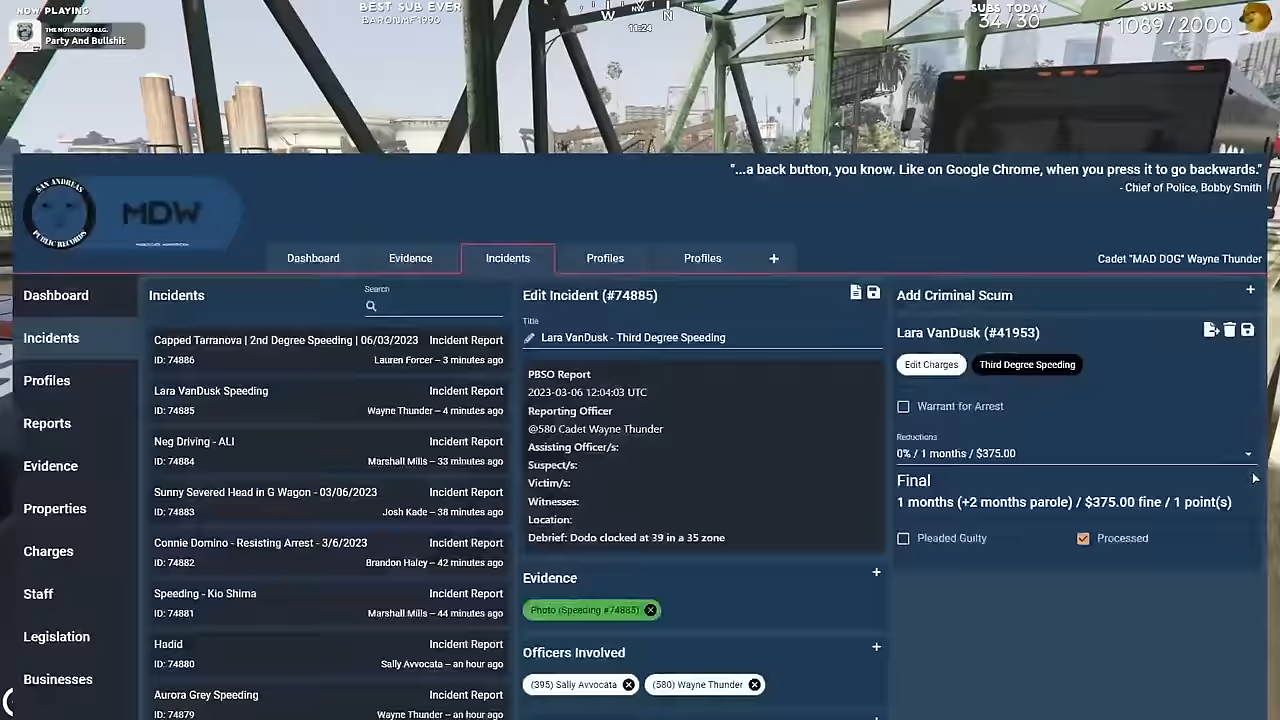 NOW PLAYING
THE NOTORIOUS B.I.G.
Party And Bullshit
BEST SUB EVER
BARONMF1990
W NW N
11:24
SUBS TODAY
34/30
SUBS
1089/2000
"...a back button, you know. Like on Google Chrome, when you press it to go backwards."
- Chief of Police, Bobby Smith
SAN ANDREAS
PUBLIC RECORDS
MDW
Dashboard
Evidence
Incidents
Profiles
Profiles
+
Cadet "MAD DOG" Wayne Thunder
Dashboard
Incidents
Profiles
Reports
Evidence
Properties
Charges
Staff
Legislation
Businesses
Incidents
Search
Capped Tarranova | 2nd Degree Speeding | 06/03/2023 Incident Report
ID: 74886 Lauren Forcer – 3 minutes ago
Lara VanDusk Speeding Incident Report
ID: 74885 Wayne Thunder – 4 minutes ago
Neg Driving - ALI Incident Report
ID: 74884 Marshall Mills – 33 minutes ago
Sunny Severed Head in G Wagon - 03/06/2023 Incident Report
ID: 74883 Josh Kade – 38 minutes ago
Connie Domino - Resisting Arrest - 3/6/2023 Incident Report
ID: 74882 Brandon Haley – 42 minutes ago
Speeding - Kio Shima Incident Report
ID: 74881 Marshall Mills – 44 minutes ago
Hadid Incident Report
ID: 74880 Sally Avvocata – an hour ago
Aurora Grey Speeding Incident Report
ID: 74879 Wayne Thunder – an hour ago
Edit Incident (#74885)
Title
Lara VanDusk - Third Degree Speeding
PBSO Report
2023-03-06 12:04:03 UTC
Reporting Officer
@580 Cadet Wayne Thunder
Assisting Officer/s:
Suspect/s:
Victim/s:
Witnesses:
Location:
Debrief: Dodo clocked at 39 in a 35 zone
Evidence +
Photo (Speeding #74885)
Officers Involved +
(395) Sally Avvocata
(580) Wayne Thunder
Add Criminal Scum +
Lara VanDusk (#41953)
Edit Charges
Third Degree Speeding
Warrant for Arrest
Reductions
0% / 1 months / $375.00
Final
1 months (+2 months parole) / $375.00 fine / 1 point(s)
Pleaded Guilty
Processed